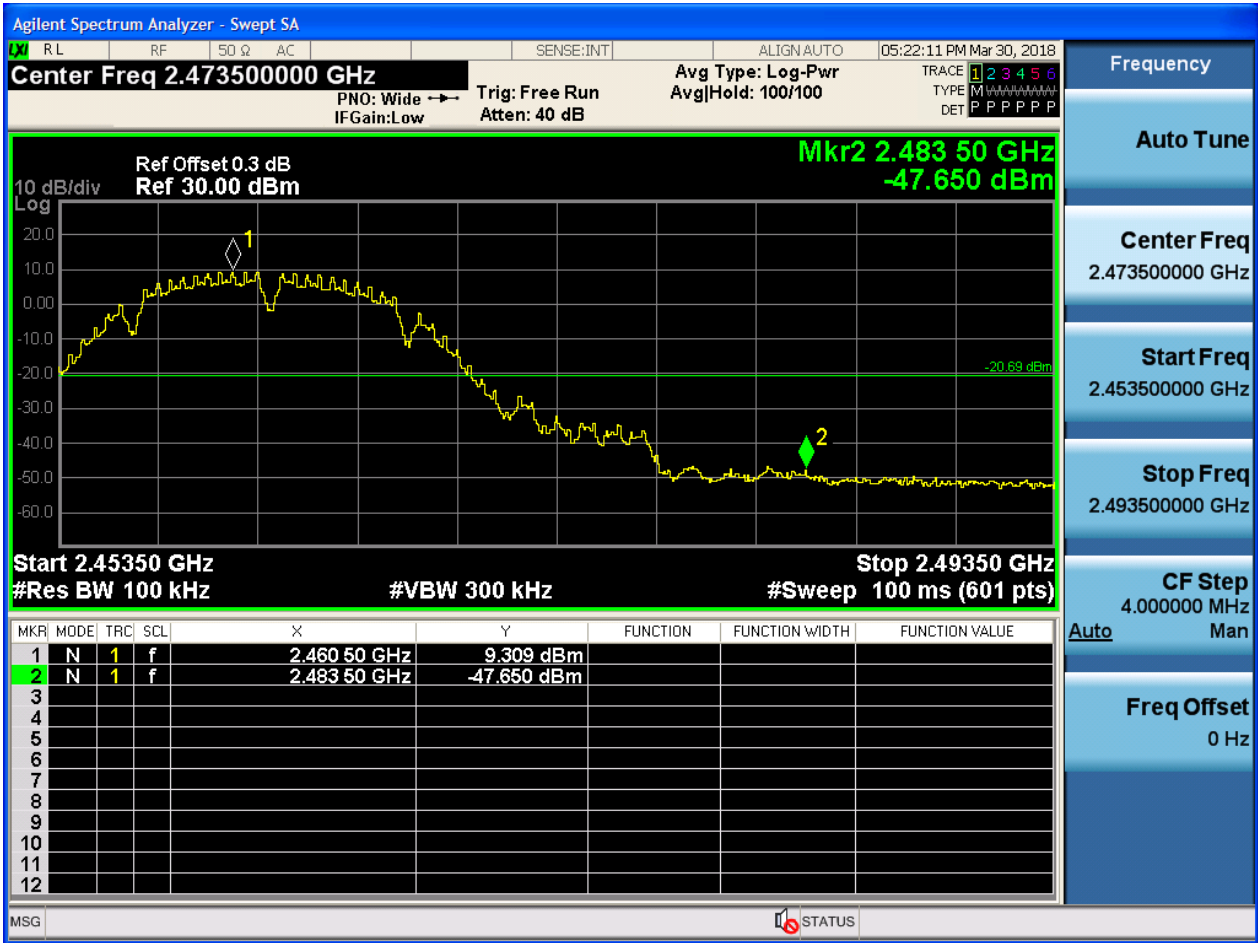 Agilent Spectrum Analyzer - Swept SA
LXI RL RF 50 Ω AC SENSE:INT ALIGN AUTO 05:22:11 PM Mar 30, 2018
Center Freq 2.473500000 GHz
PNO: Wide
IFGain:Low
Trig: Free Run
Atten: 40 dB
Avg Type: Log-Pwr
Avg|Hold: 100/100
TRACE 1 2 3 4 5 6
TYPE M
DET P P P P P P
Ref Offset 0.3 dB
10 dB/div Ref 30.00 dBm
Log
Mkr2 2.483 50 GHz
-47.650 dBm
20.0
10.0
0.00
-10.0
-20.0
-30.0
-40.0
-50.0
-60.0
1
2
-20.69 dBm
Start 2.45350 GHz Stop 2.49350 GHz
#Res BW 100 kHz #VBW 300 kHz #Sweep 100 ms (601 pts)
MKR MODE TRC SCL X Y FUNCTION FUNCTION WIDTH FUNCTION VALUE
1 N 1 f 2.460 50 GHz 9.309 dBm
2 N 1 f 2.483 50 GHz -47.650 dBm
3
4
5
6
7
8
9
10
11
12
MSG STATUS
Frequency
Auto Tune
Center Freq
2.473500000 GHz
Start Freq
2.453500000 GHz
Stop Freq
2.493500000 GHz
CF Step
4.000000 MHz
Auto Man
Freq Offset
0 Hz